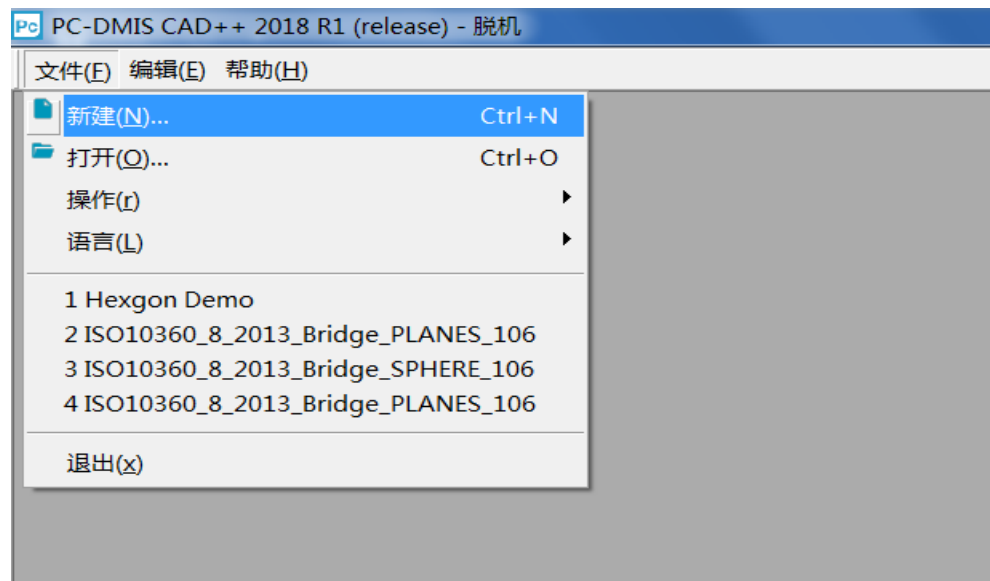 Pc PC-DMIS CAD++ 2018 R1 (release) - 脱机
文件(F) 编辑(E) 帮助(H)
新建(N)... Ctrl+N
打开(O)... Ctrl+O
操作(r)
语言(L)
1 Hexgon Demo
2 ISO10360_8_2013_Bridge_PLANES_106
3 ISO10360_8_2013_Bridge_SPHERE_106
4 ISO10360_8_2013_Bridge_PLANES_106
退出(x)